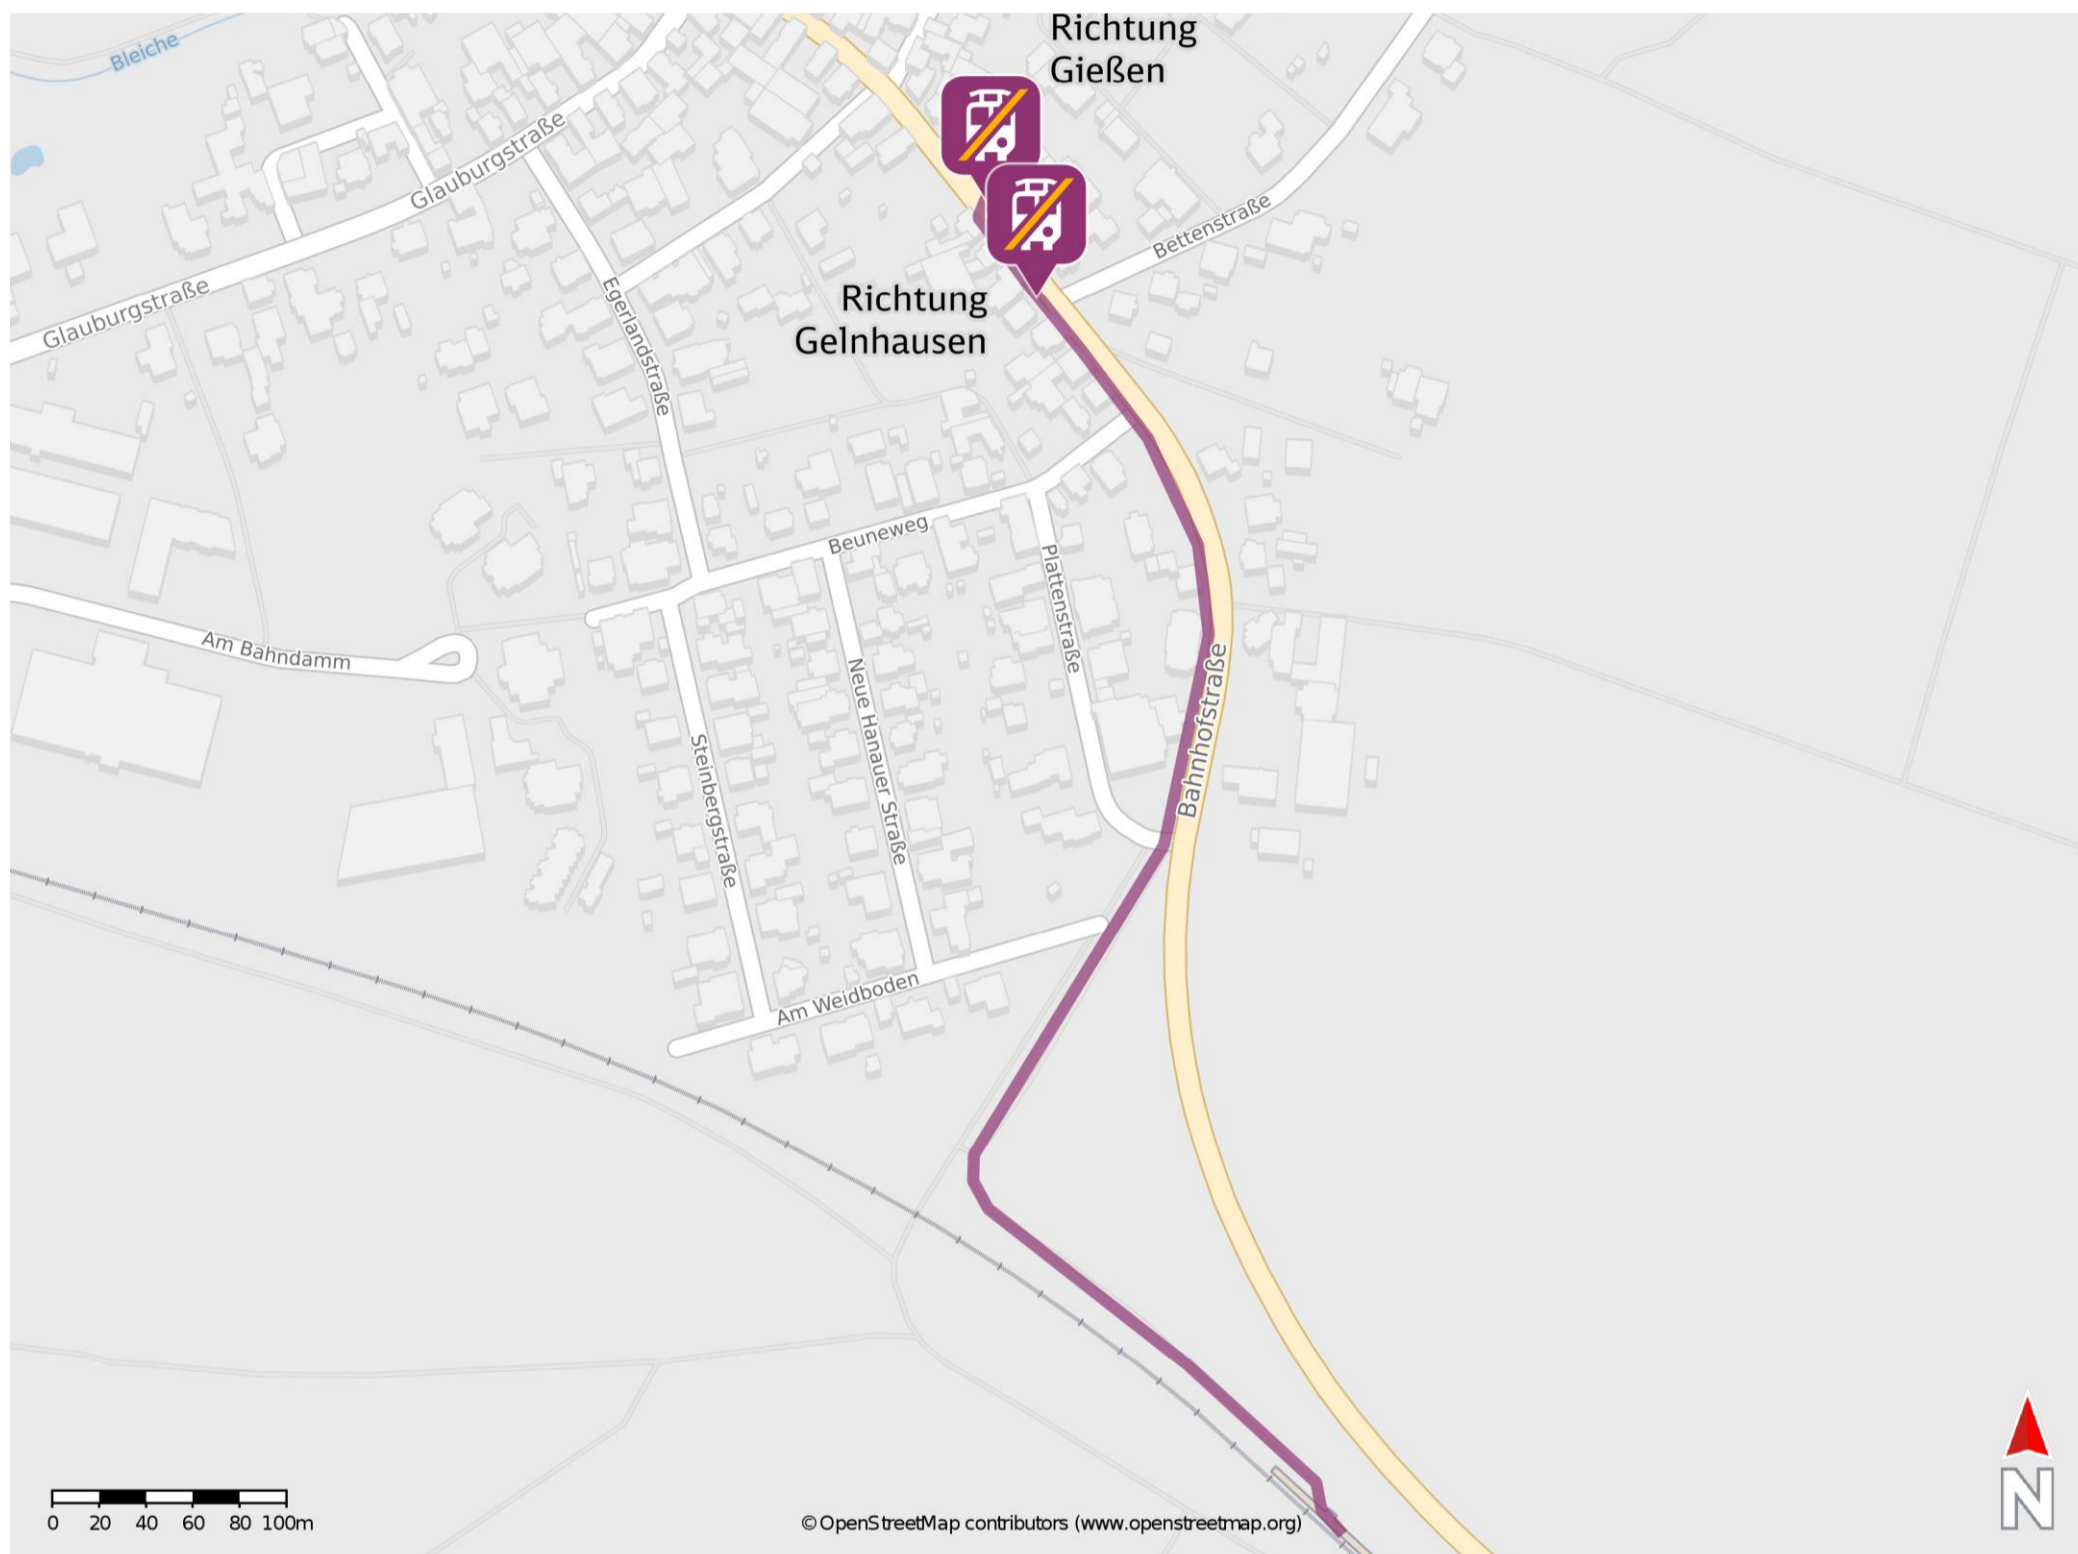 Richtung
Gießen
Bleiche
Glauburgstraße
Bettenstraße
Glauburgstraße
Egerlandstraße
Richtung
Gelnhausen
Beuneweg
Plattenstraße
Am Bahndamm
Neue Hanauer Straße
Bahnhofstraße
Steinbergstraße
Am Weidboden
0 20 40 60 80 100m
© OpenStreetMap contributors (www.openstreetmap.org)
N